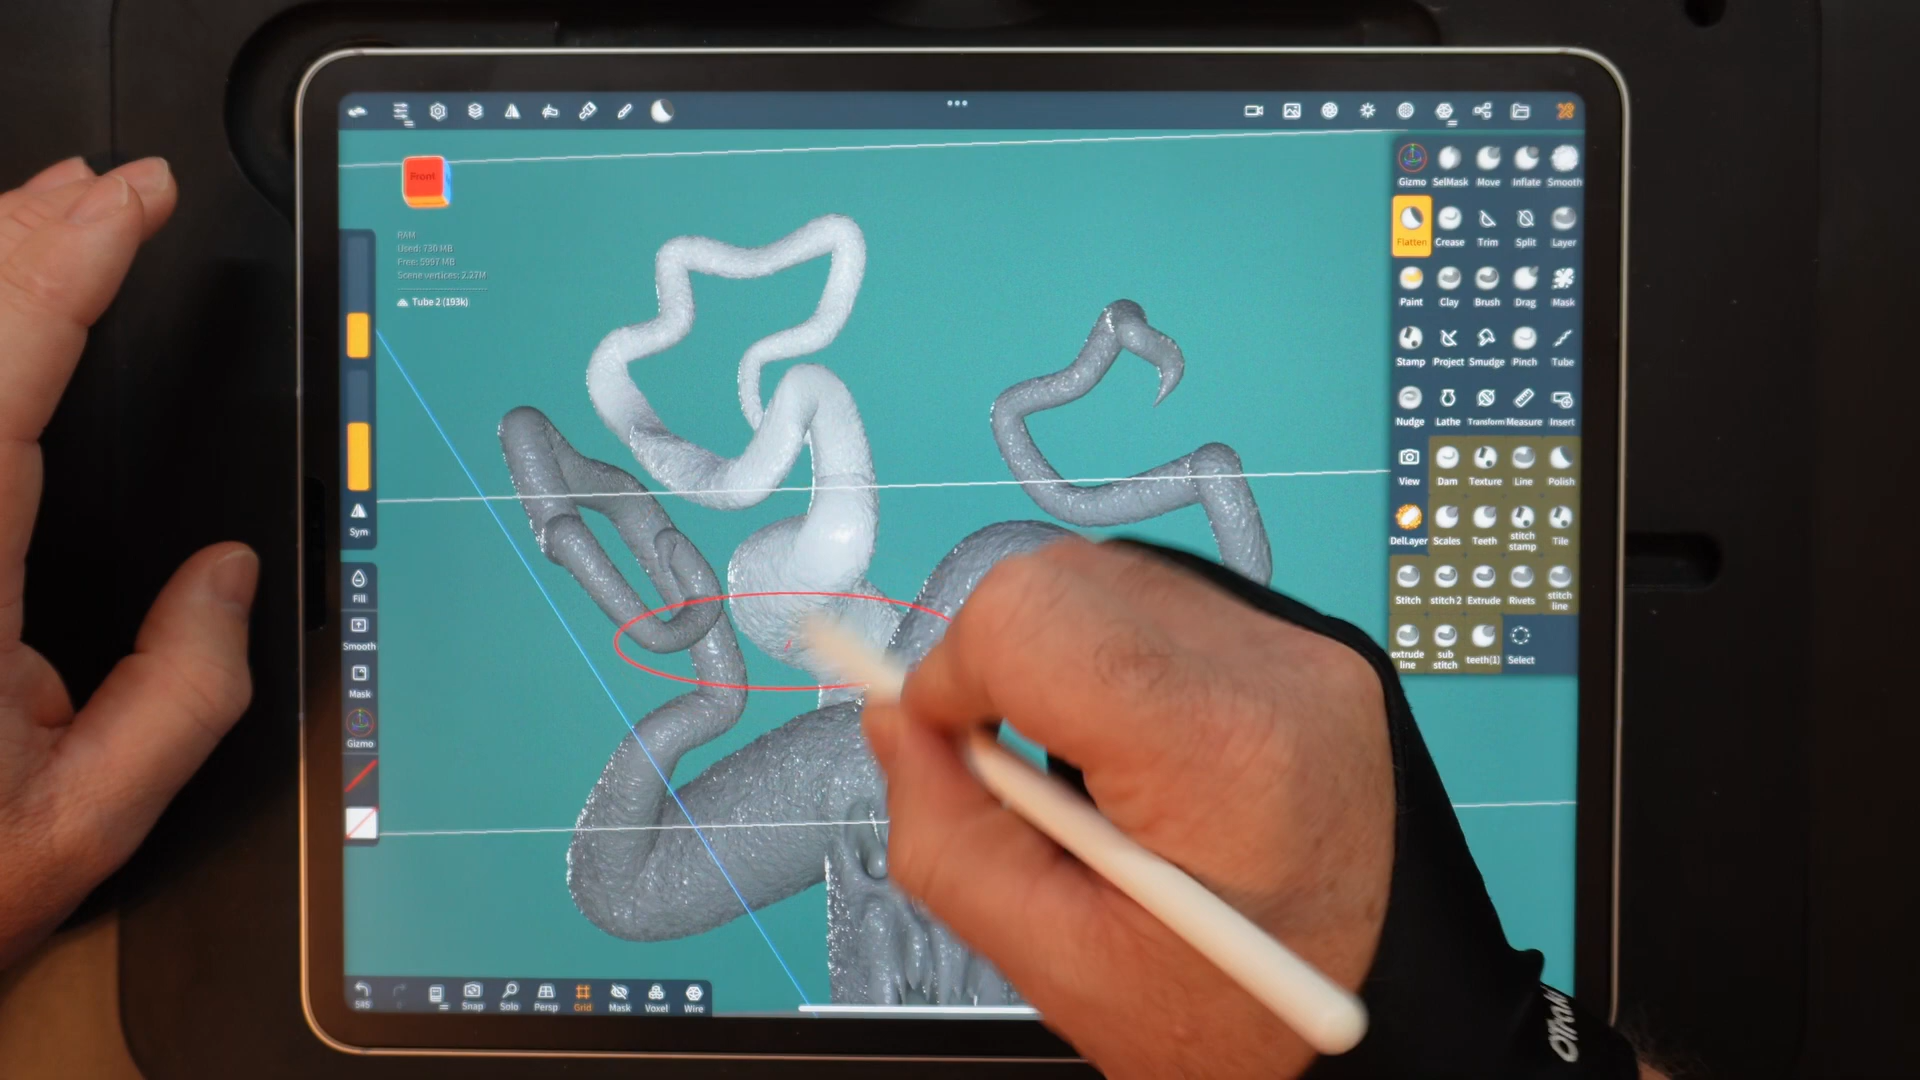 Front
RAM
Used: 730 MB
Free: 5997 MB
Scene vertices: 2.27M
Tube 2 (193k)
Sym
Fill
Smooth
Mask
Gizmo
Gizmo SelMask Move Inflate Smooth
Flatten Crease Trim Split Layer
Paint Clay Brush Drag Mask
Stamp Project Smudge Pinch Tube
Nudge Lathe Transform Measure Insert
View Dam Texture Line Polish
DelLayer Scales Teeth stitch stamp Tile
Stitch stitch 2 Extrude Rivets stitch line
extrude line sub stitch teeth(1) Select
585 Snap Solo Persp Grid Mask Voxel Wire
OTraki